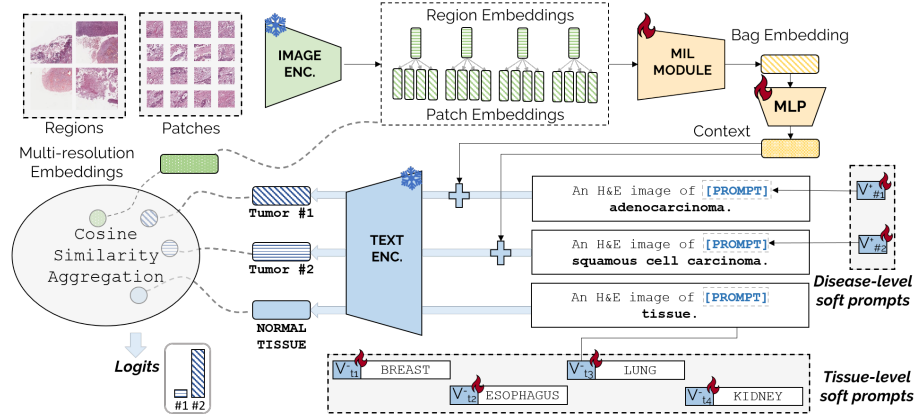 Regions
Patches
IMAGE
ENC.
Region Embeddings
Patch Embeddings
MIL
MODULE
Bag Embedding
MLP
Context
Multi-resolution
Embeddings
Cosine
Similarity
Aggregation
Logits
#1 #2
Tumor #1
Tumor #2
NORMAL
TISSUE
TEXT
ENC.
An H&E image of [PROMPT]
adenocarcinoma.
An H&E image of [PROMPT]
squamous cell carcinoma.
An H&E image of [PROMPT]
tissue.
V+#1
V+#2
Disease-level
soft prompts
V-t1 BREAST
V-t2 ESOPHAGUS
V-t3 LUNG
V-t4 KIDNEY
Tissue-level
soft prompts